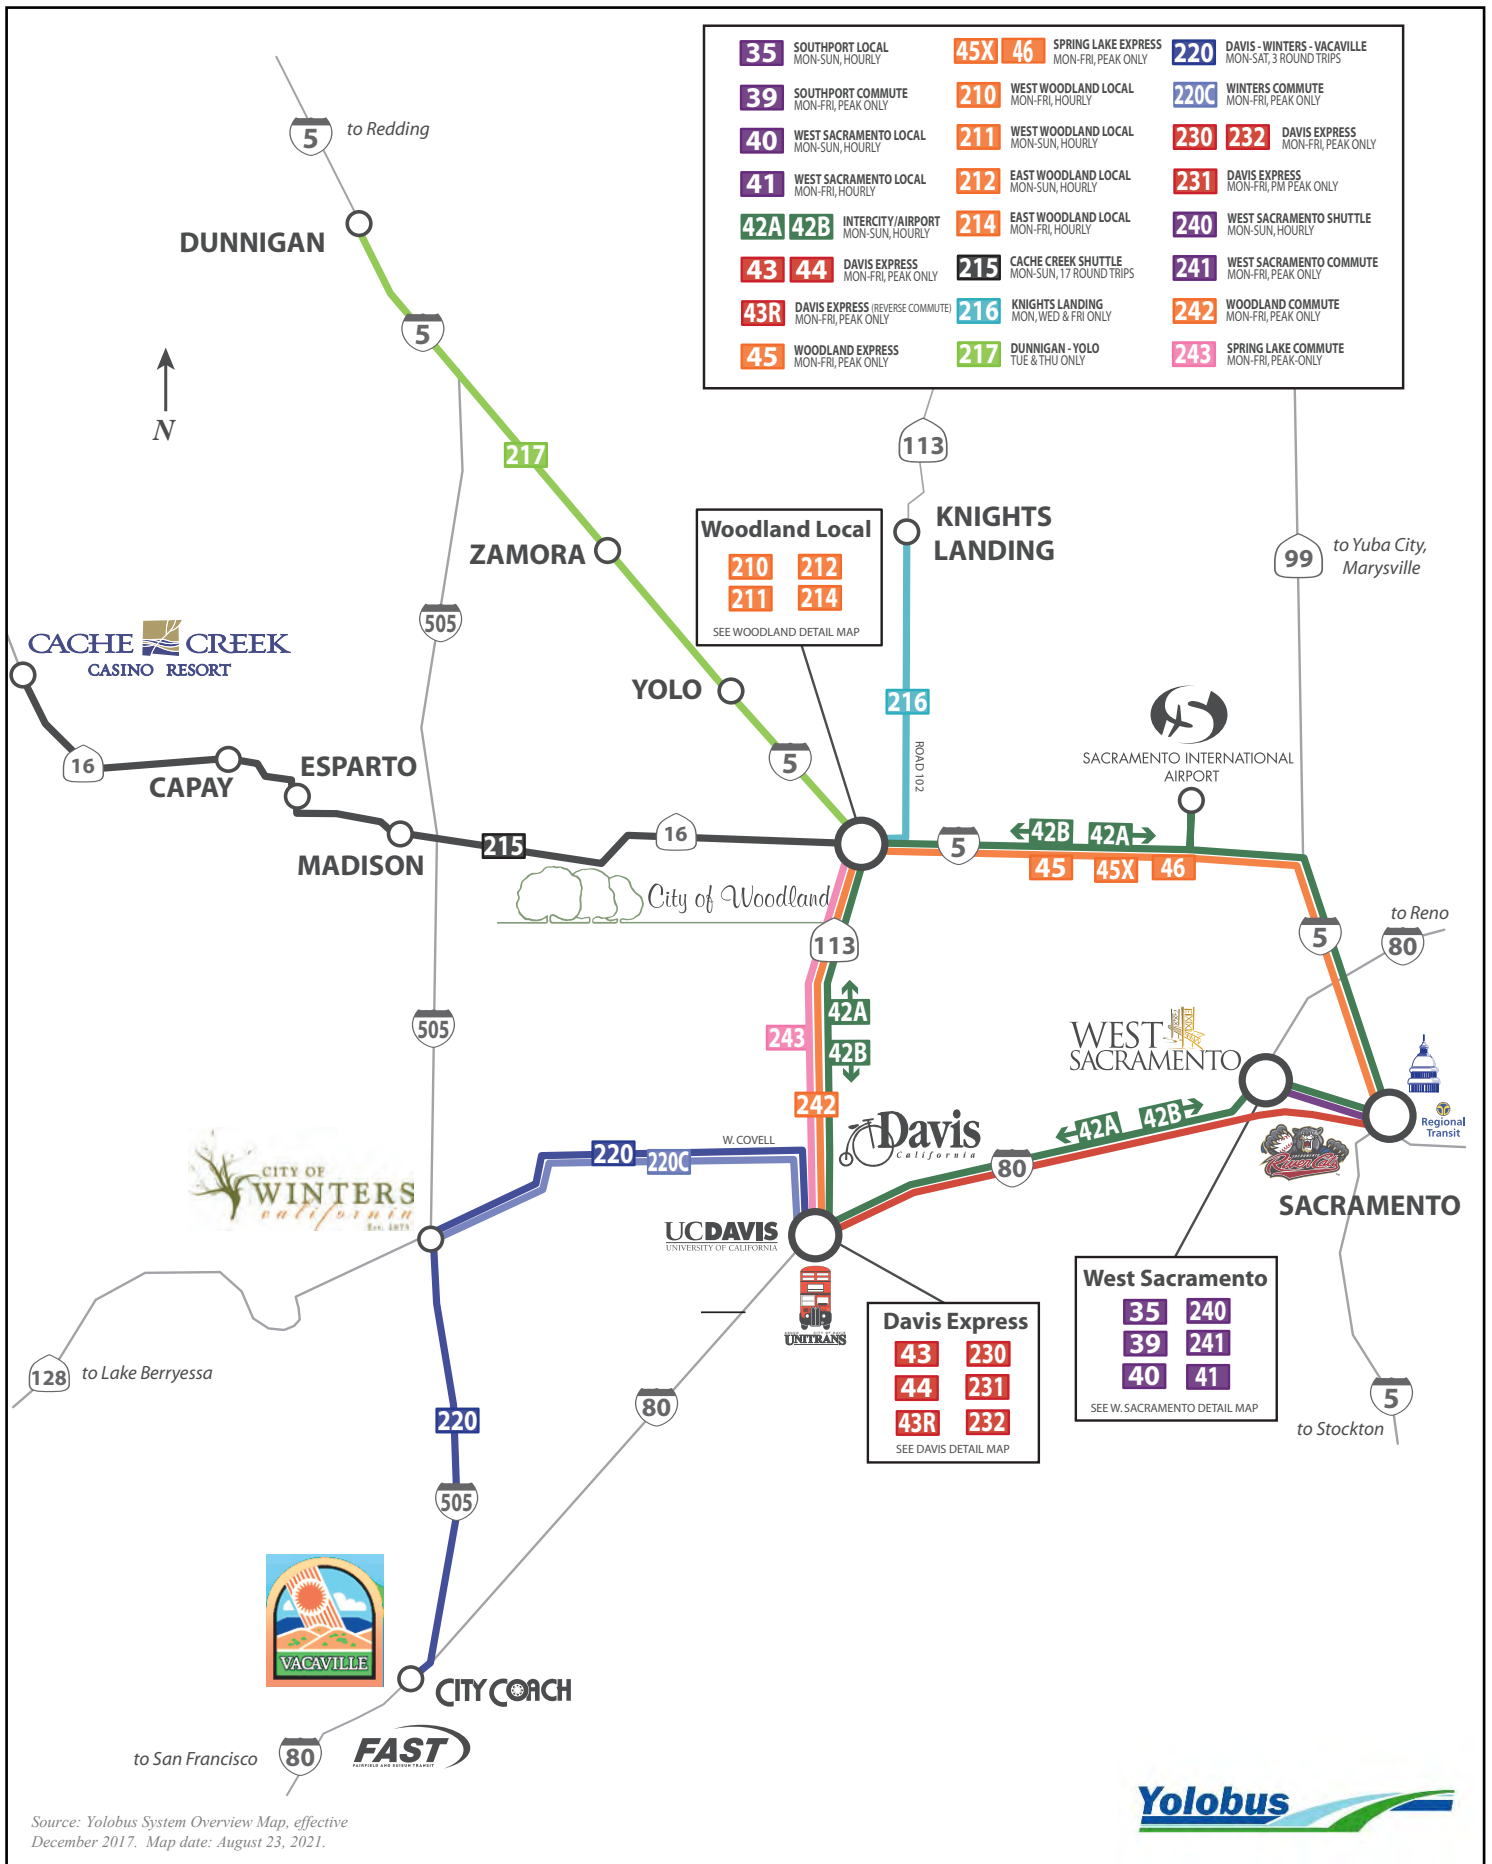 35 SOUTHPORT LOCAL
MON-SUN, HOURLY
39 SOUTHPORT COMMUTE
MON-FRI, PEAK ONLY
40 WEST SACRAMENTO LOCAL
MON-SUN, HOURLY
41 WEST SACRAMENTO LOCAL
MON-FRI, HOURLY
42A 42B INTERCITY/AIRPORT
MON-SUN, HOURLY
43 44 DAVIS EXPRESS
MON-FRI, PEAK ONLY
43R DAVIS EXPRESS (REVERSE COMMUTE)
MON-FRI, PEAK ONLY
45 WOODLAND EXPRESS
MON-FRI, PEAK ONLY
45X 46 SPRING LAKE EXPRESS
MON-FRI, PEAK ONLY
210 WEST WOODLAND LOCAL
MON-FRI, HOURLY
211 WEST WOODLAND LOCAL
MON-SUN, HOURLY
212 EAST WOODLAND LOCAL
MON-SUN, HOURLY
214 EAST WOODLAND LOCAL
MON-FRI, HOURLY
215 CACHE CREEK SHUTTLE
MON-SUN, 17 ROUND TRIPS
216 KNIGHTS LANDING
MON, WED & FRI ONLY
217 DUNNIGAN - YOLO
TUE & THU ONLY
220 DAVIS - WINTERS - VACAVILLE
MON-SAT, 3 ROUND TRIPS
220C WINTERS COMMUTE
MON-FRI, PEAK ONLY
230 232 DAVIS EXPRESS
MON-FRI, PEAK ONLY
231 DAVIS EXPRESS
MON-FRI, PM PEAK ONLY
240 WEST SACRAMENTO SHUTTLE
MON-SUN, HOURLY
241 WEST SACRAMENTO COMMUTE
MON-FRI, PEAK ONLY
242 WOODLAND COMMUTE
MON-FRI, PEAK ONLY
243 SPRING LAKE COMMUTE
MON-FRI, PEAK-ONLY
5
to Redding
DUNNIGAN
5
N
217
113
KNIGHTS
LANDING
99
to Yuba City,
Marysville
Woodland Local
210 212
211 214
SEE WOODLAND DETAIL MAP
ZAMORA
505
CACHE CREEK
CASINO RESORT
YOLO
216
ROAD 102
5
SACRAMENTO INTERNATIONAL
AIRPORT
16
CAPAY
ESPARTO
MADISON
215
16
5
42B 42A
45 45X 46
City of Woodland
113
5
to Reno
80
505
42A
243
42B
242
WEST
SACRAMENTO
42A 42B
Regional
Transit
Davis
California
80
RiverCats
SACRAMENTO
W. COVELL
220 220C
CITY OF
WINTERS
california
Est. 1875
UCDAVIS
UNIVERSITY OF CALIFORNIA
UNITRANS
West Sacramento
35 240
39 241
40 41
SEE W. SACRAMENTO DETAIL MAP
Davis Express
43 230
44 231
43R 232
SEE DAVIS DETAIL MAP
128
to Lake Berryessa
80
5
to Stockton
220
505
VACAVILLE
CITY COACH
to San Francisco
80
FAST
FAIRFIELD AND SUISUN TRANSIT
Yolobus
Source: Yolobus System Overview Map, effective
December 2017. Map date: August 23, 2021.